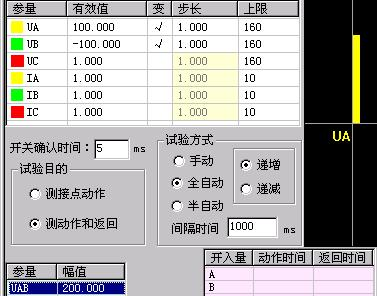 参量 有效值 变 步长 上限
UA 100.000 √ 1.000 160
UB -100.000 √ 1.000 160
UC 1.000 1.000 160
IA 1.000 1.000 10
IB 1.000 1.000 10
IC 1.000 1.000 10
UA
开关确认时间： 5 ms
试验目的
测接点动作
测动作和返回
试验方式
手动
全自动
半自动
递增
递减
间隔时间 1000 ms
参量 幅值
UAB 200.000
开入量 动作时间 返回时间
A
B